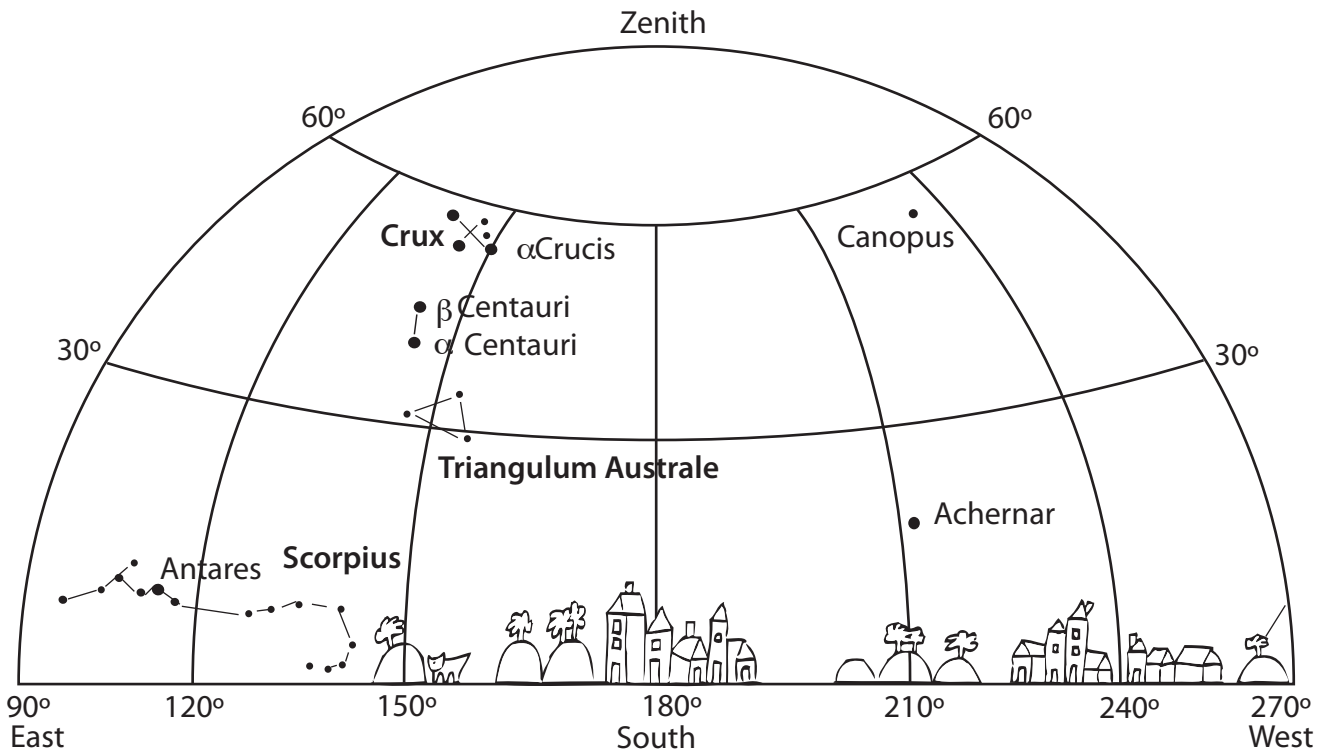 Zenith
60º
60º
Crux
αCrucis
Canopus
β Centauri
α Centauri
30º
30º
Triangulum Australe
Achernar
Scorpius
Antares
90º
120º
150º
180º
210º
240º
270º
East
South
West